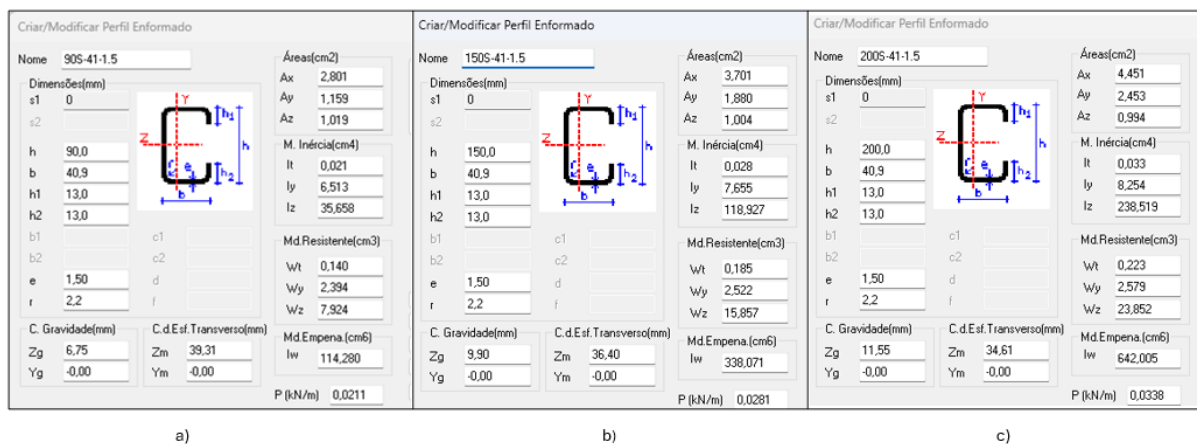 Criar/Modificar Perfil Enformado
Nome 90S-41-1.5
Dimensões(mm)
s1 0
s2
h 90,0
b 40,9
h1 13,0
h2 13,0
b1
b2
c1
c2
e 1,50
d
r 2,2
f
Y
Z
h1
h
r
e
h2
b
Áreas(cm2)
Ax 2,801
Ay 1,159
Az 1,019
M. Inércia(cm4)
It 0,021
Iy 6,513
Iz 35,658
Md.Resistente(cm3)
Wt 0,140
Wy 2,394
Wz 7,924
C. Gravidade(mm)
Zg 6,75
Yg -0,00
C.d.Esf.Transverso(mm)
Zm 39,31
Ym -0,00
Md.Empena.(cm6)
Iw 114,280
P (kN/m) 0,0211
a)
Criar/Modificar Perfil Enformado
Nome 150S-41-1.5
Dimensões(mm)
s1 0
s2
h 150,0
b 40,9
h1 13,0
h2 13,0
b1
b2
c1
c2
e 1,50
d
r 2,2
f
Y
Z
h1
h
r
e
h2
b
Áreas(cm2)
Ax 3,701
Ay 1,880
Az 1,004
M. Inércia(cm4)
It 0,028
Iy 7,655
Iz 118,927
Md.Resistente(cm3)
Wt 0,185
Wy 2,522
Wz 15,857
C. Gravidade(mm)
Zg 9,90
Yg -0,00
C.d.Esf.Transverso(mm)
Zm 36,40
Ym -0,00
Md.Empena.(cm6)
Iw 338,071
P (kN/m) 0,0281
b)
Criar/Modificar Perfil Enformado
Nome 200S-41-1.5
Dimensões(mm)
s1 0
s2
h 200,0
b 40,9
h1 13,0
h2 13,0
b1
b2
c1
c2
e 1,50
d
r 2,2
f
Y
Z
h1
h
r
e
h2
b
Áreas(cm2)
Ax 4,451
Ay 2,453
Az 0,994
M. Inércia(cm4)
It 0,033
Iy 8,254
Iz 238,519
Md.Resistente(cm3)
Wt 0,223
Wy 2,579
Wz 23,852
C. Gravidade(mm)
Zg 11,55
Yg -0,00
C.d.Esf.Transverso(mm)
Zm 34,61
Ym -0,00
Md.Empena.(cm6)
Iw 642,005
P (kN/m) 0,0338
c)